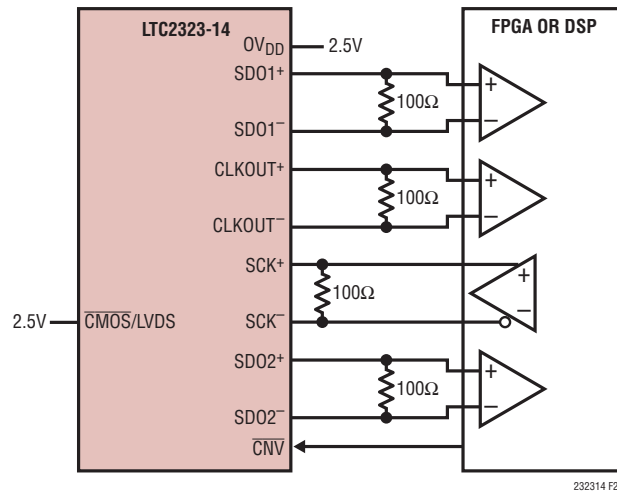 LTC2323-14
FPGA OR DSP
OVDD
2.5V
SDO1+
+
100Ω
SDO1–
–
CLKOUT+
+
100Ω
CLKOUT–
–
SCK+
+
100Ω
2.5V
CMOS/LVDS
SCK–
–
SDO2+
+
100Ω
SDO2–
–
CNV
232314 F2